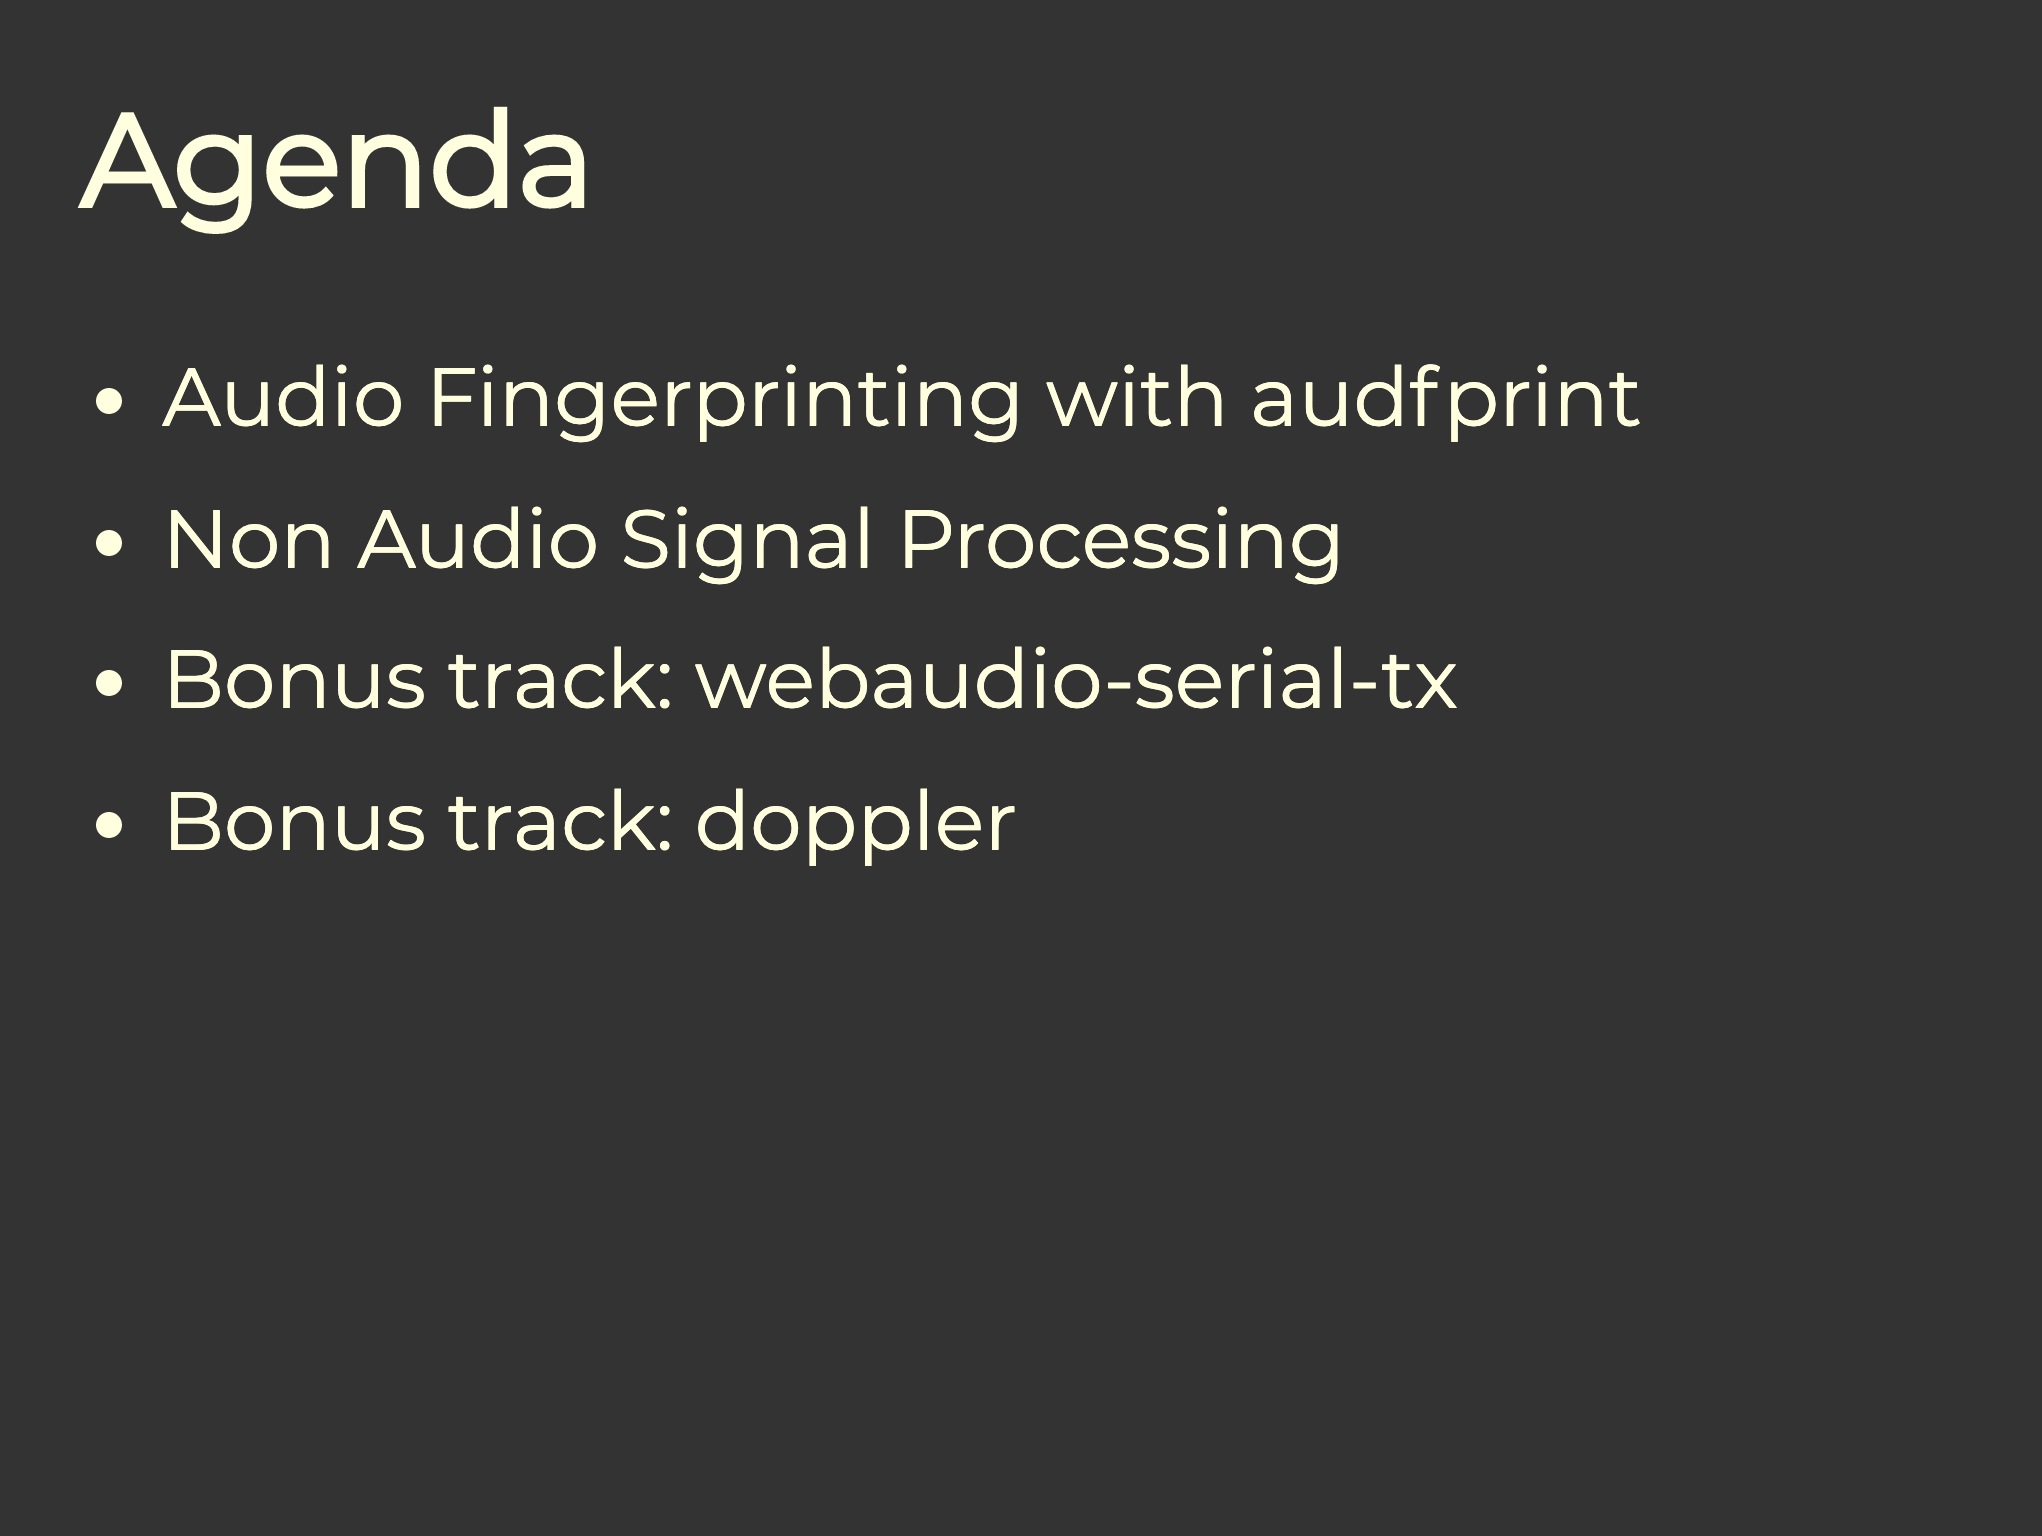 Agenda
• Audio Fingerprinting with audfprint
• Non Audio Signal Processing
• Bonus track: webaudio-serial-tx
• Bonus track: doppler